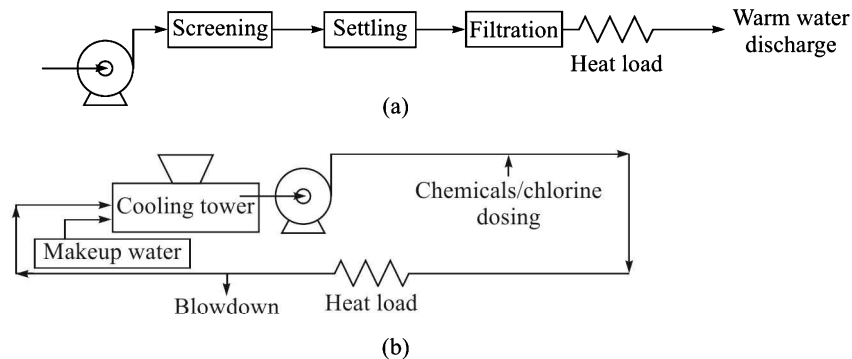 Screening
Settling
Filtration
Heat load
Warm water
discharge
(a)
Cooling tower
Makeup water
Chemicals/chlorine
dosing
Blowdown
Heat load
(b)